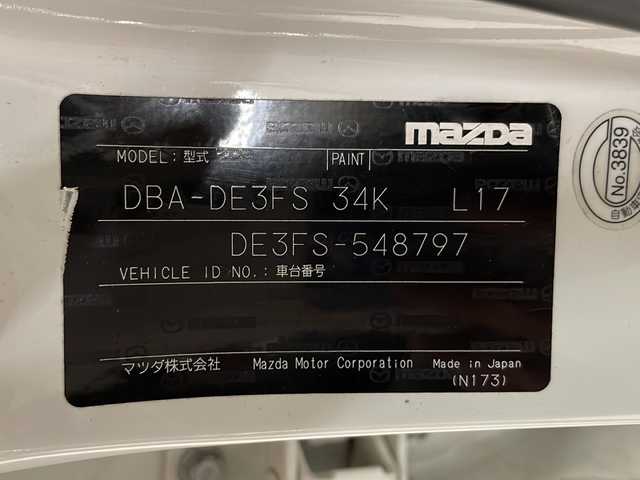 mazda
MODEL: 型式 PAINT
DBA-DE3FS 34K L17
DE3FS-548797
VEHICLE ID NO.: 車台番号
マツダ株式会社 Mazda Motor Corporation Made in Japan
(N173)
No.3839